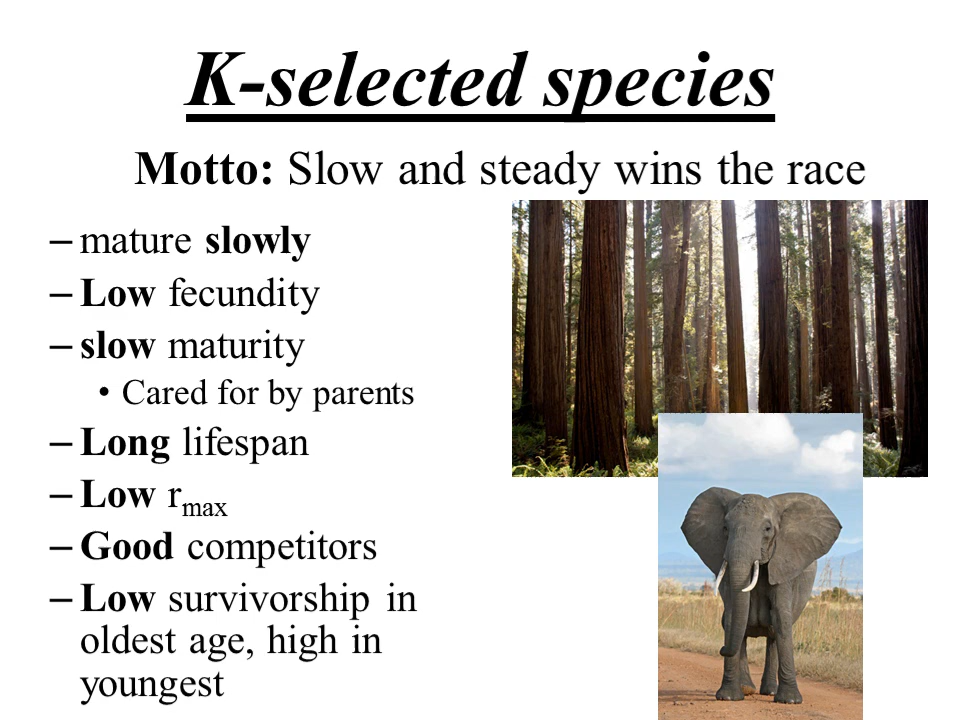 K-selected species
Motto: Slow and steady wins the race
– mature slowly
– Low fecundity
– slow maturity
• Cared for by parents
– Long lifespan
– Low rmax
– Good competitors
– Low survivorship in
oldest age, high in
youngest